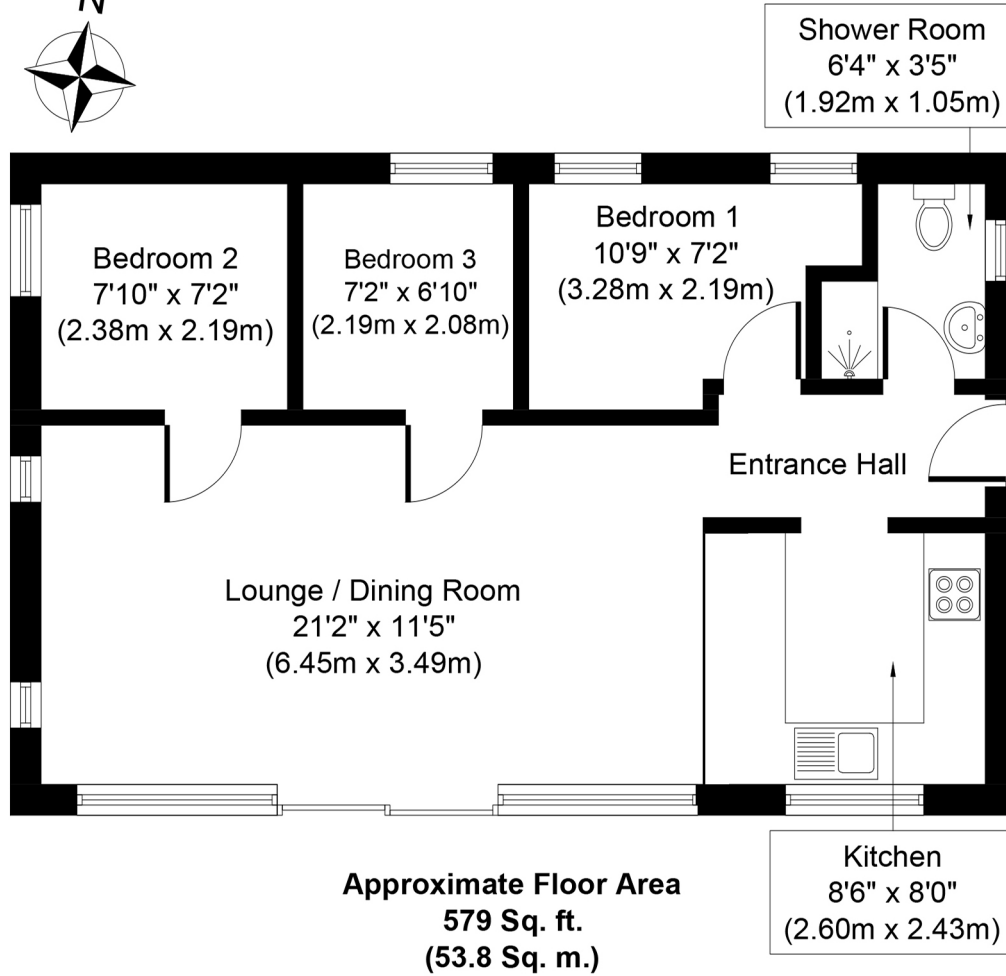 N
Shower Room
6'4" x 3'5"
(1.92m x 1.05m)
Bedroom 2
7'10" x 7'2"
(2.38m x 2.19m)
Bedroom 3
7'2" x 6'10"
(2.19m x 2.08m)
Bedroom 1
10'9" x 7'2"
(3.28m x 2.19m)
Entrance Hall
Lounge / Dining Room
21'2" x 11'5"
(6.45m x 3.49m)
Kitchen
8'6" x 8'0"
(2.60m x 2.43m)
Approximate Floor Area
579 Sq. ft.
(53.8 Sq. m.)